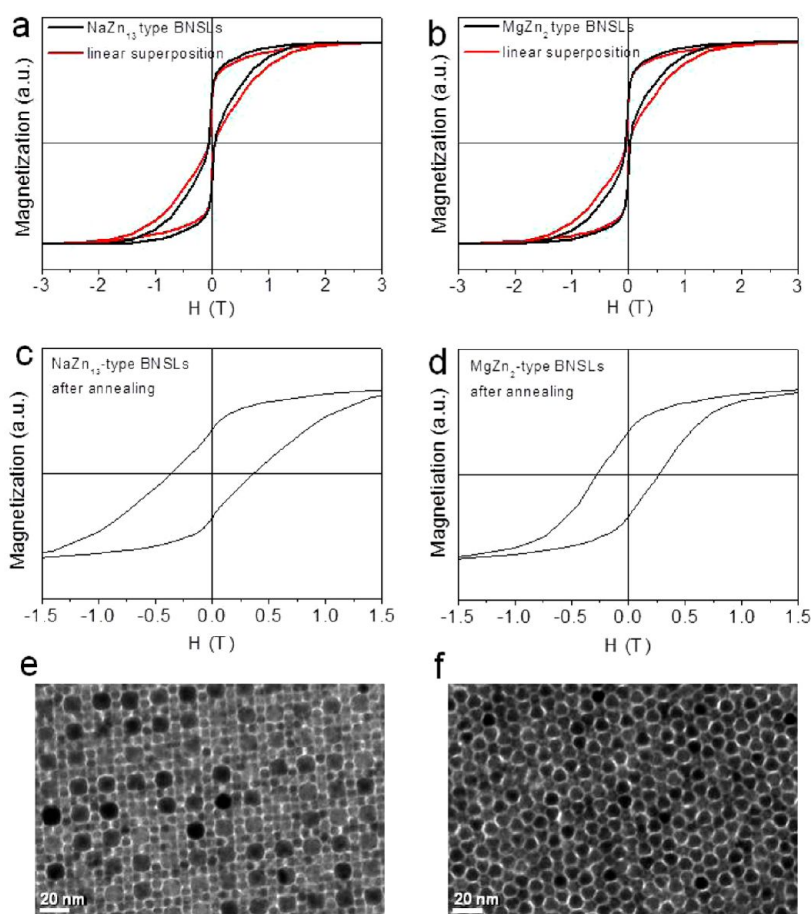 a
NaZn₁₃ type BNSLs
linear superposition
Magnetization (a.u.)
-3 -2 -1 0 1 2 3
H (T)
b
MgZn₂ type BNSLs
linear superposition
Magnetization (a.u.)
-3 -2 -1 0 1 2 3
H (T)
c
NaZn₁₃-type BNSLs
after annealing
Magnetization (a.u.)
-1.5 -1.0 -0.5 0.0 0.5 1.0 1.5
H (T)
d
MgZn₂-type BNSLs
after annealing
Magnetiation (a.u.)
-1.5 -1.0 -0.5 0.0 0.5 1.0 1.5
H (T)
e
20 nm
f
20 nm